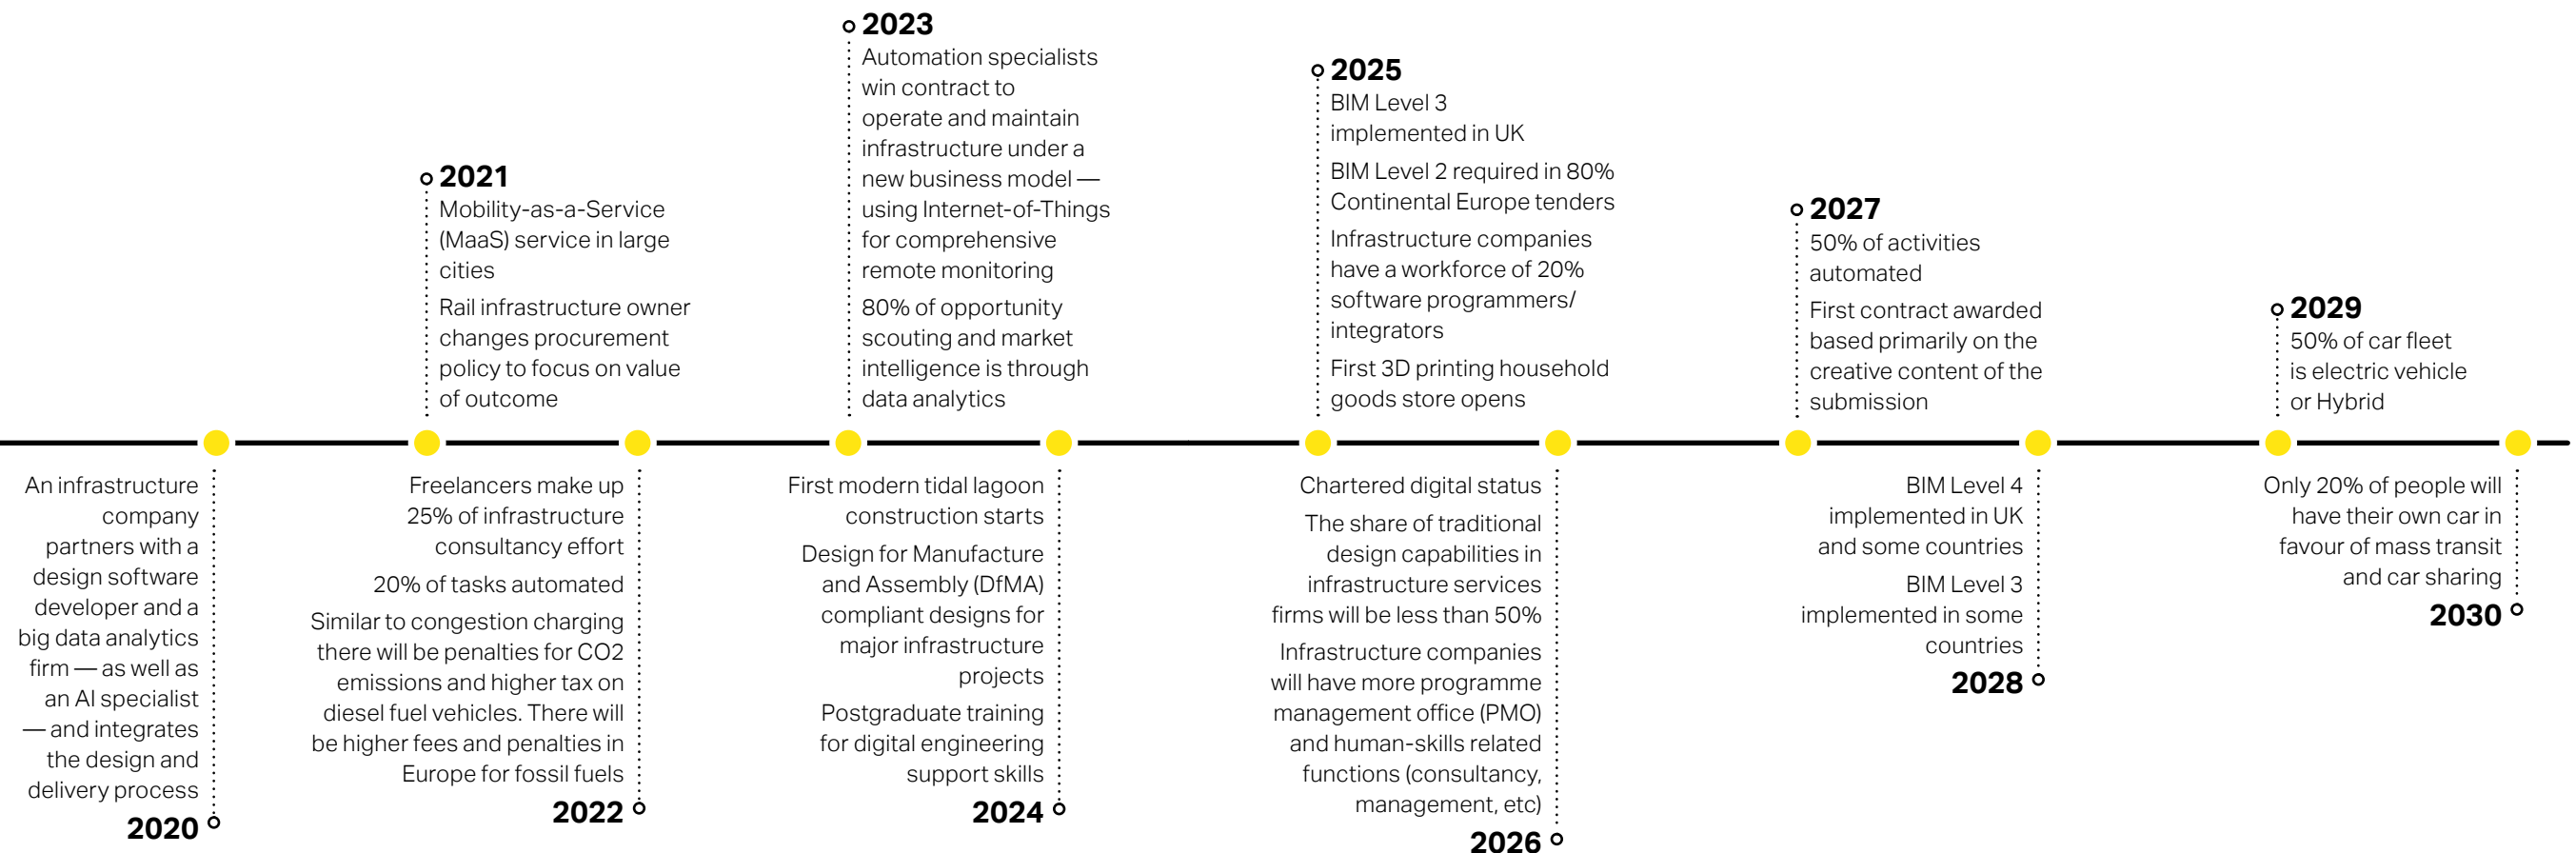 2023
Automation specialists
win contract to
operate and maintain
infrastructure under a
new business model —
using Internet-of-Things
for comprehensive
remote monitoring
80% of opportunity
scouting and market
intelligence is through
data analytics
2025
BIM Level 3
implemented in UK
BIM Level 2 required in 80%
Continental Europe tenders
Infrastructure companies
have a workforce of 20%
software programmers/
integrators
First 3D printing household
goods store opens
2021
Mobility-as-a-Service
(MaaS) service in large
cities
Rail infrastructure owner
changes procurement
policy to focus on value
of outcome
2027
50% of activities
automated
First contract awarded
based primarily on the
creative content of the
submission
2029
50% of car fleet
is electric vehicle
or Hybrid
An infrastructure
company
partners with a
design software
developer and a
big data analytics
firm — as well as
an AI specialist
— and integrates
the design and
delivery process
2020
Freelancers make up
25% of infrastructure
consultancy effort
20% of tasks automated
Similar to congestion charging
there will be penalties for CO2
emissions and higher tax on
diesel fuel vehicles. There will
be higher fees and penalties in
Europe for fossil fuels
2022
First modern tidal lagoon
construction starts
Design for Manufacture
and Assembly (DfMA)
compliant designs for
major infrastructure
projects
Postgraduate training
for digital engineering
support skills
2024
Chartered digital status
The share of traditional
design capabilities in
infrastructure services
firms will be less than 50%
Infrastructure companies
will have more programme
management office (PMO)
and human-skills related
functions (consultancy,
management, etc)
2026
BIM Level 4
implemented in UK
and some countries
BIM Level 3
implemented in some
countries
2028
Only 20% of people will
have their own car in
favour of mass transit
and car sharing
2030